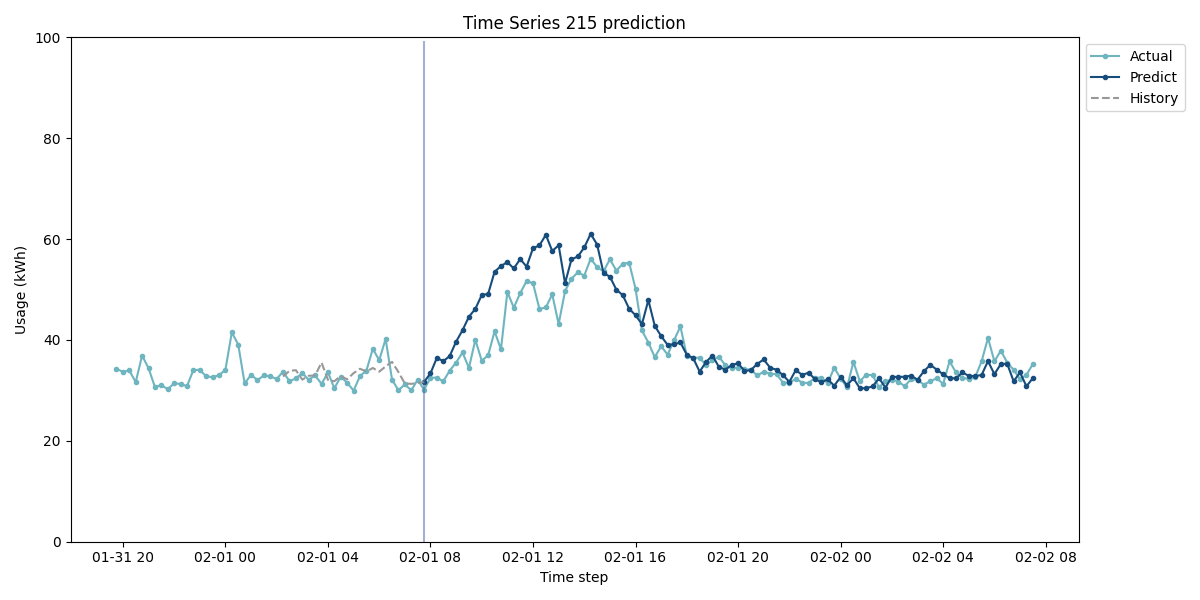 Time Series 215 prediction
100
80
60
40
20
0
Usage (kWh)
01-31 20
02-01 00
02-01 04
02-01 08
02-01 12
02-01 16
02-01 20
02-02 00
02-02 04
02-02 08
Time step
Actual
Predict
History